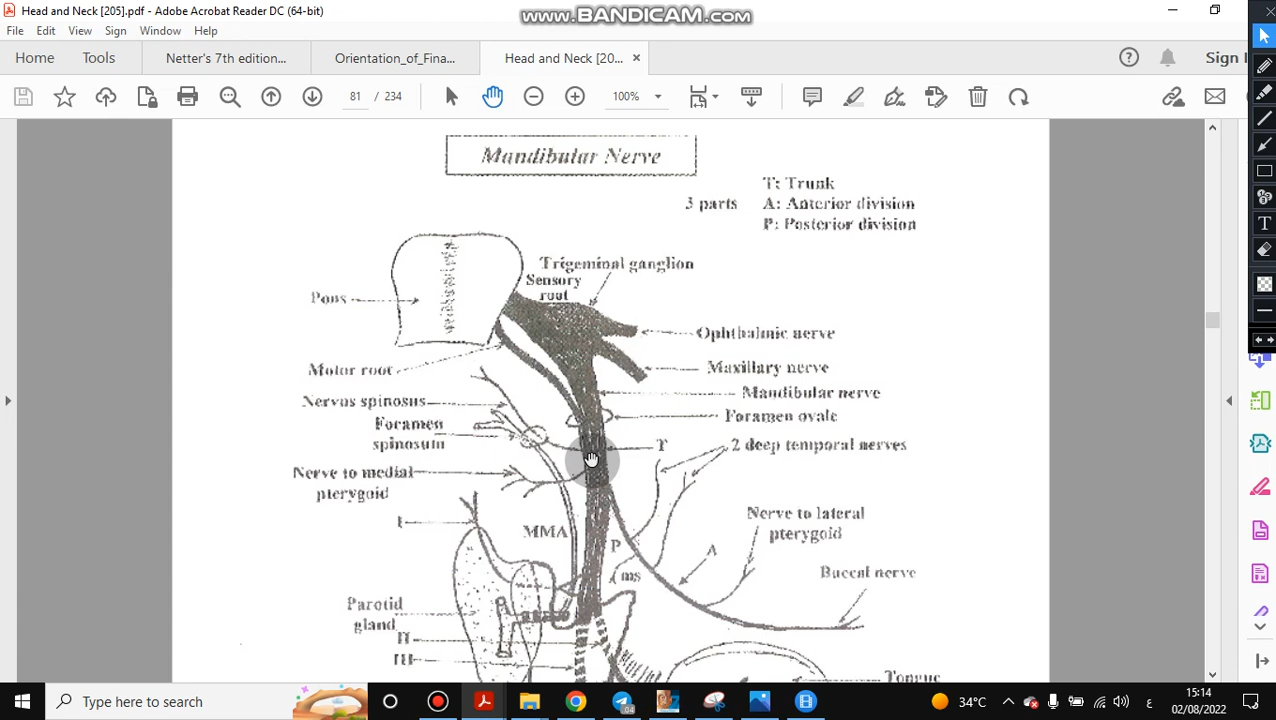 Head and Neck [205].pdf - Adobe Acrobat Reader DC (64-bit)
www.BANDICAM.com
File Edit View Sign Window Help
Home Tools Netter's 7th edition... Orientation_of_Fina... Head and Neck [20... Sign
81 / 234 100%
Mandibular Nerve
T: Trunk
3 parts A: Anterior division
P: Posterior division
Trigeminal ganglion
Sensory
root
Pons
Ophthalmic nerve
Motor root
Maxillary nerve
Mandibular nerve
Nervus spinosus
Foramen ovale
Foramen
spinosum
T
2 deep temporal nerves
Nerve to medial
pterygoid
Nerve to lateral
pterygoid
I
MMA
P
A
ms
Buccal nerve
Parotid
gland
II
III
Tongue
Type here to search
04
34°C
ع
15:14
02/08/2022